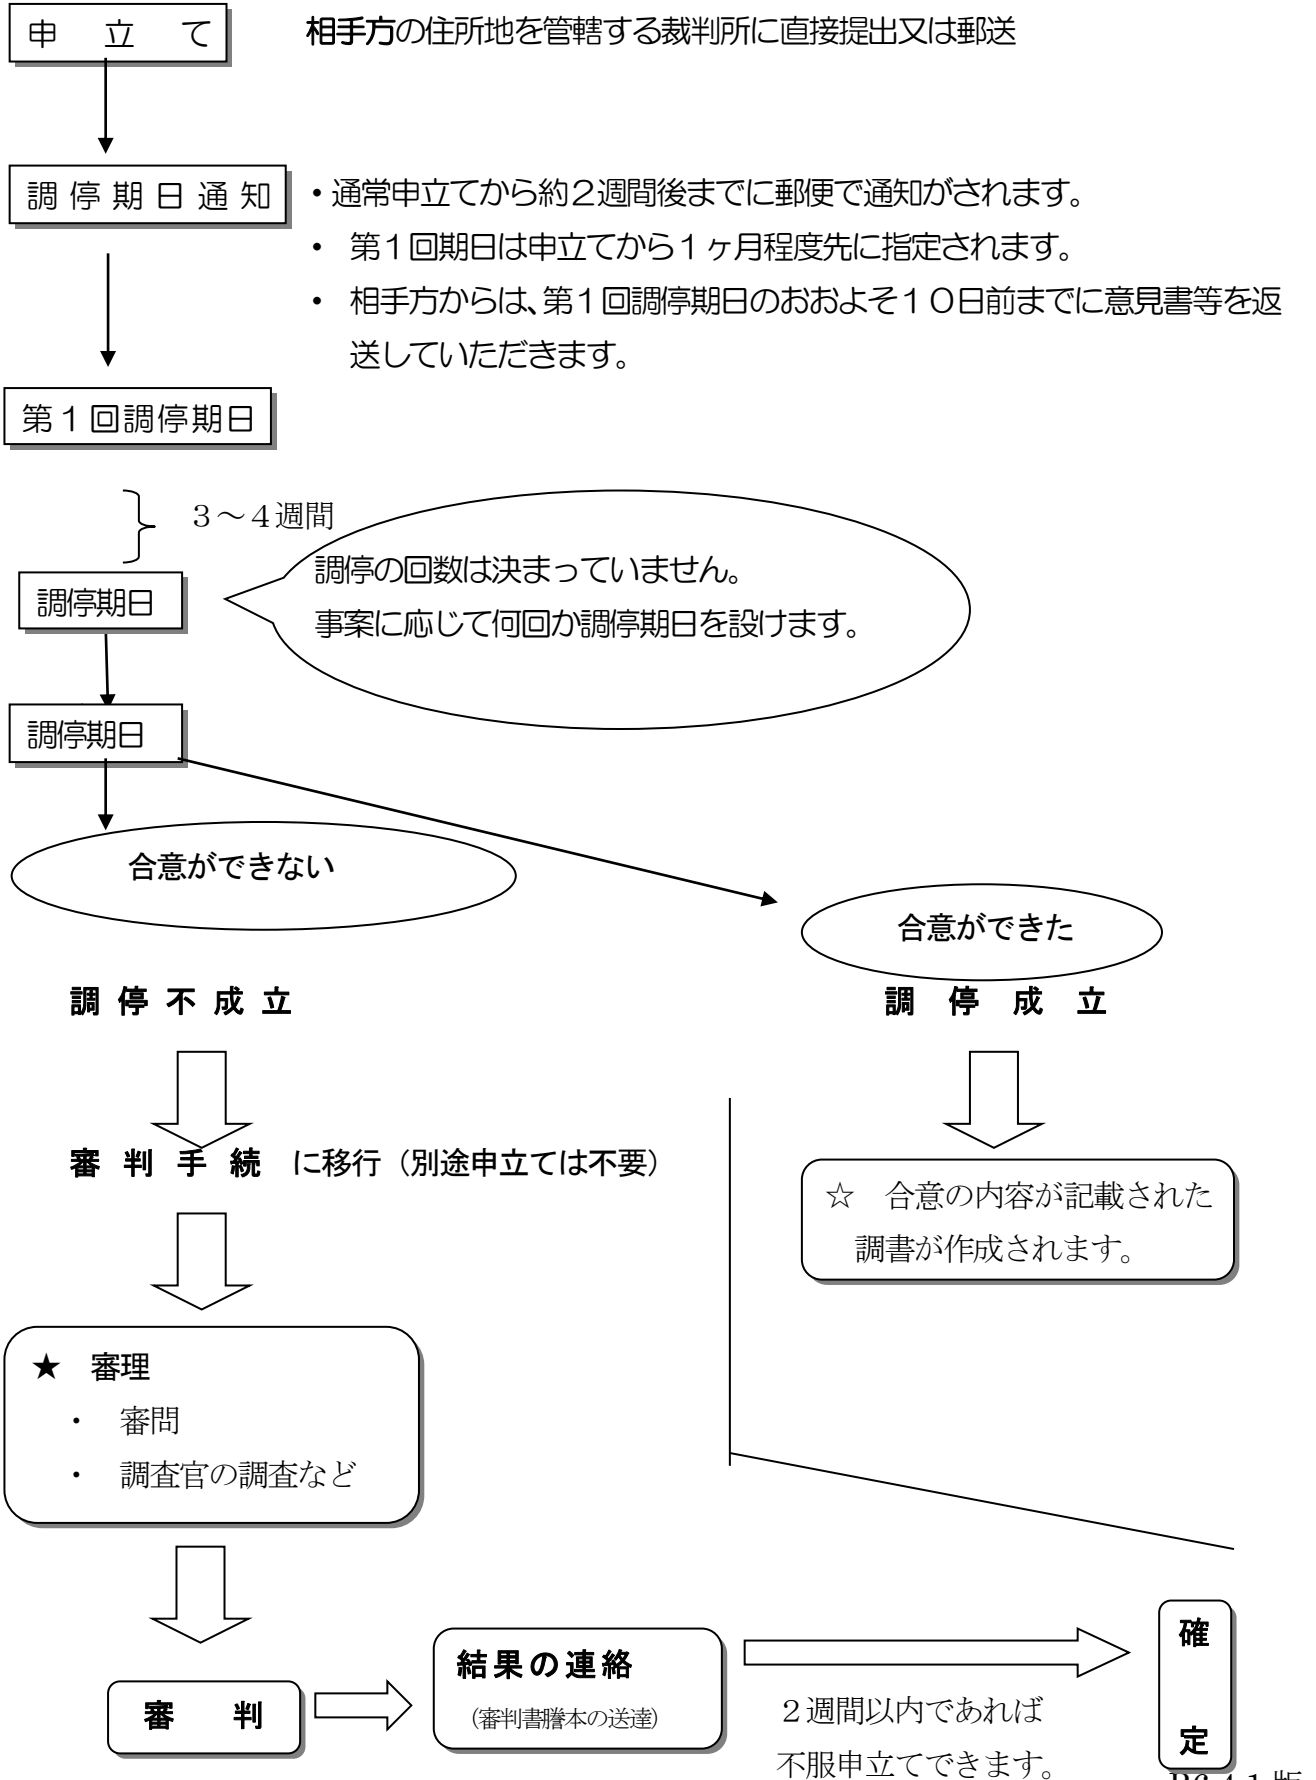 申　立　て
相手方の住所地を管轄する裁判所に直接提出又は郵送
調停期日通知
・通常申立てから約２週間後までに郵便で通知がされます。
・　第１回期日は申立てから１ヶ月程度先に指定されます。
・　相手方からは、第１回調停期日のおおよそ１０日前までに意見書等を返
送していただきます。
第１回調停期日
３～４週間
調停の回数は決まっていません。
事案に応じて何回か調停期日を設けます。
調停期日
調停期日
合意ができない
合意ができた
調停不成立
調　停　成　立
審判手続　に移行（別途申立ては不要）
☆　合意の内容が記載された
調書が作成されます。
★　審理
・　審問
・　調査官の調査など
審　判
結果の連絡
（審判書謄本の送達）
２週間以内であれば
不服申立てできます。
確
定